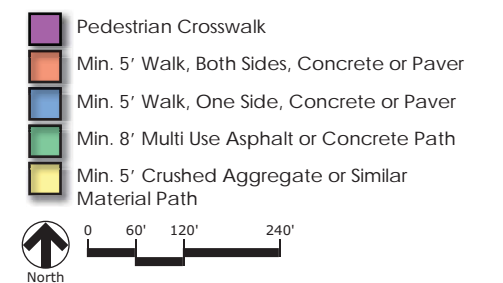 Pedestrian Crosswalk
Min. 5' Walk, Both Sides, Concrete or Paver
Min. 5' Walk, One Side, Concrete or Paver
Min. 8' Multi Use Asphalt or Concrete Path
Min. 5' Crushed Aggregate or Similar
Material Path
0 60' 120' 240'
North